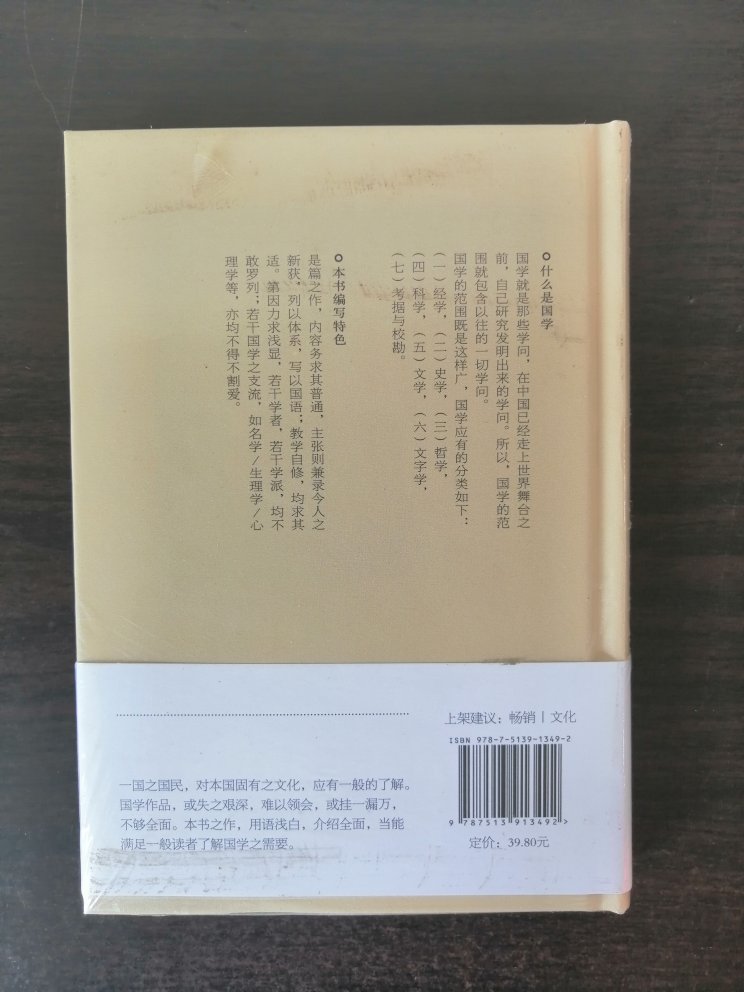 什么是国学
国学就是那些学问，在中国已经走上世界舞台之
前，自己研究发明出来的学问。所以，国学的范
围就包含以往的一切学问。
国学的范围既是这样广，国学应有的分类如下：
（一）经学，（二）史学，（三）哲学，
（四）科学，（五）文学，（六）文字学，
（七）考据与校勘。
本书编写特色
是篇之作，内容务求其普通，主张则兼录今人之
新获，列以体系，写以国语；教学自修，均求其
适。第因力求浅显，若干学者，若干学派，均不
敢罗列；若干国学之支流，如名学/生理学/心
理学等，亦均不得不割爱。
上架建议：畅销|文化
ISBN 978-7-5139-1349-2
9 787513 913492 >
定价：39.80元
一国之国民，对本国固有之文化，应有一般的了解。
国学作品，或失之艰深，难以领会，或挂一漏万，
不够全面。本书之作，用语浅白，介绍全面，当能
满足一般读者了解国学之需要。